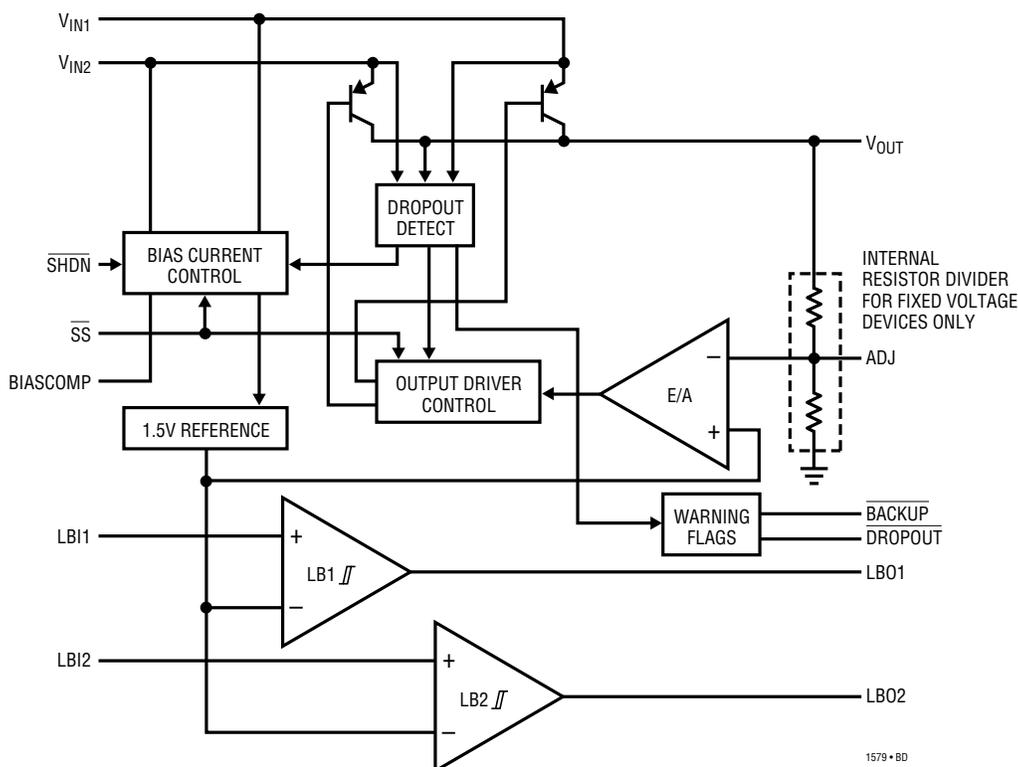 VIN1
VIN2
VOUT
DROPOUT
DETECT
SHDN
BIAS CURRENT
CONTROL
INTERNAL
RESISTOR DIVIDER
FOR FIXED VOLTAGE
DEVICES ONLY
SS
BIASCOMP
OUTPUT DRIVER
CONTROL
E/A
−
+
ADJ
1.5V REFERENCE
WARNING
FLAGS
BACKUP
DROPOUT
LBI1
+
LB1
−
LBO1
LBI2
+
LB2
−
LBO2
1579 • BD